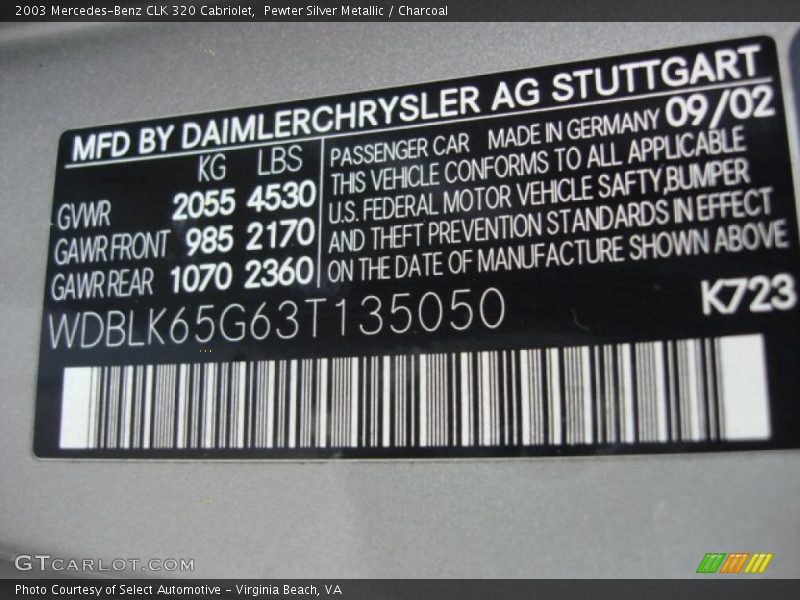 2003 Mercedes-Benz CLK 320 Cabriolet, Pewter Silver Metallic / Charcoal
MFD BY DAIMLERCHRYSLER AG STUTTGART
KG LBS
GVWR 2055 4530
GAWR FRONT 985 2170
GAWR REAR 1070 2360
PASSENGER CAR MADE IN GERMANY 09/02
THIS VEHICLE CONFORMS TO ALL APPLICABLE
U.S. FEDERAL MOTOR VEHICLE SAFTY,BUMPER
AND THEFT PREVENTION STANDARDS IN EFFECT
ON THE DATE OF MANUFACTURE SHOWN ABOVE
WDBLK65G63T135050
K723
GTCARLOT.COM
Photo Courtesy of Select Automotive - Virginia Beach, VA